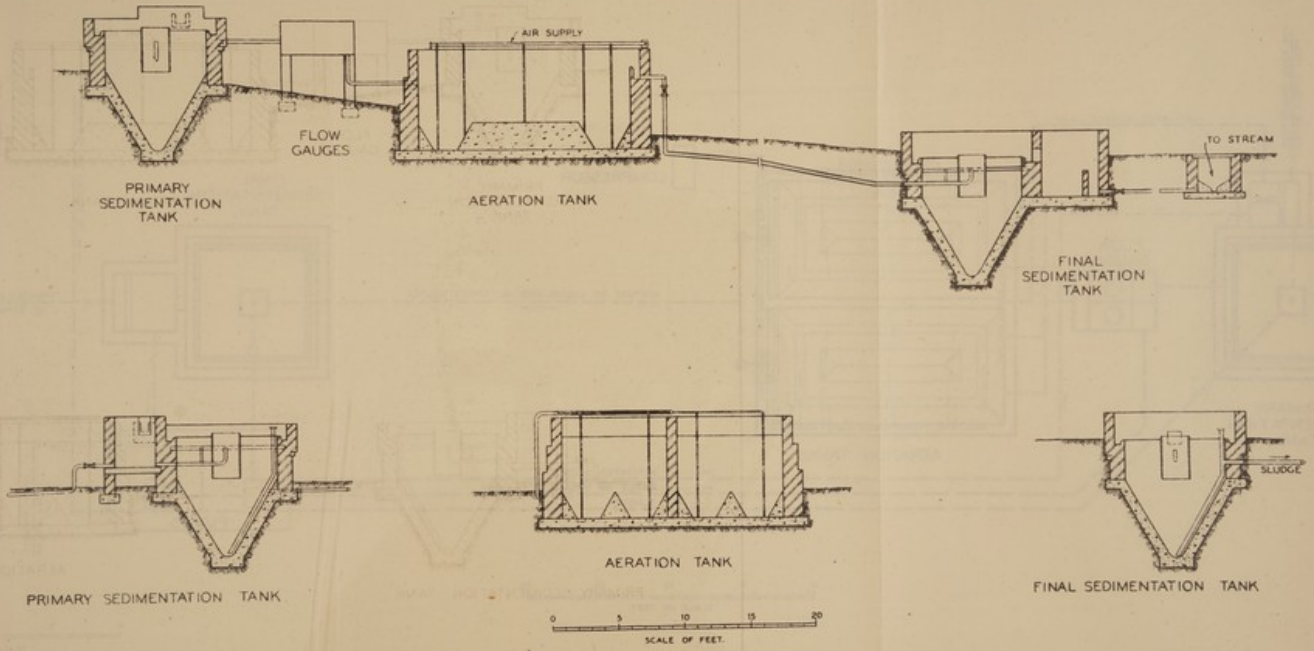 AIR SUPPLY
FLOW
GAUGES
PRIMARY
SEDIMENTATION
TANK
AERATION TANK
TO STREAM
FINAL
SEDIMENTATION
TANK
SLUDGE
PRIMARY SEDIMENTATION TANK
AERATION TANK
FINAL SEDIMENTATION TANK
0 5 10 15 20
SCALE OF FEET.